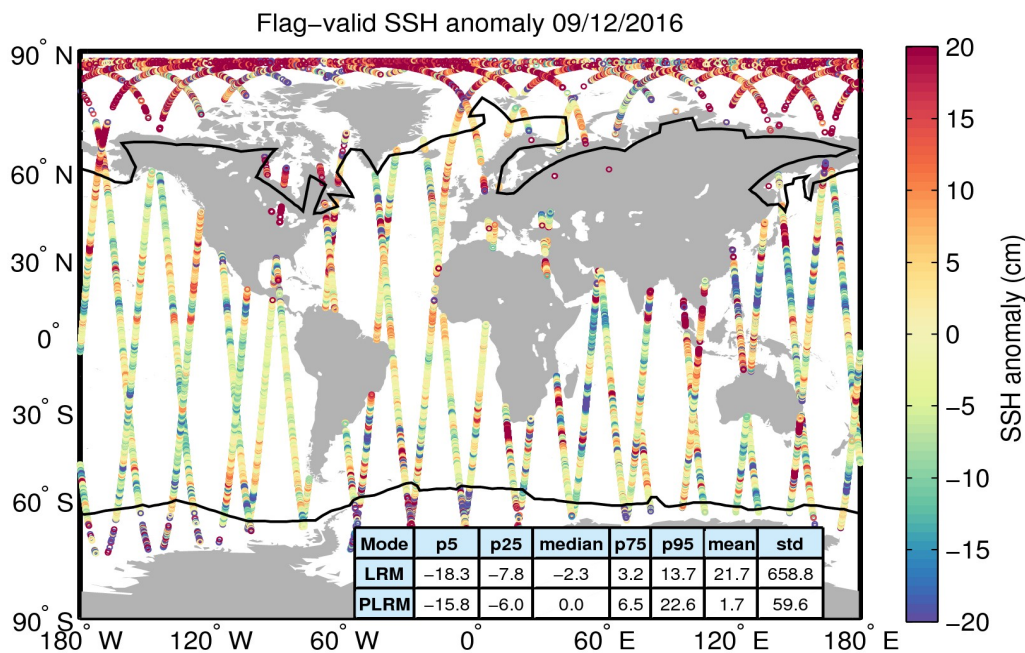 Flag−valid SSH anomaly 09/12/2016
90° N
60° N
30° N
0°
30° S
60° S
90° S
180° W
120° W
60° W
0°
60° E
120° E
180° E
Mode p5 p25 median p75 p95 mean std
LRM −18.3 −7.8 −2.3 3.2 13.7 21.7 658.8
PLRM −15.8 −6.0 0.0 6.5 22.6 1.7 59.6
20
15
10
5
0
−5
−10
−15
−20
SSH anomaly (cm)